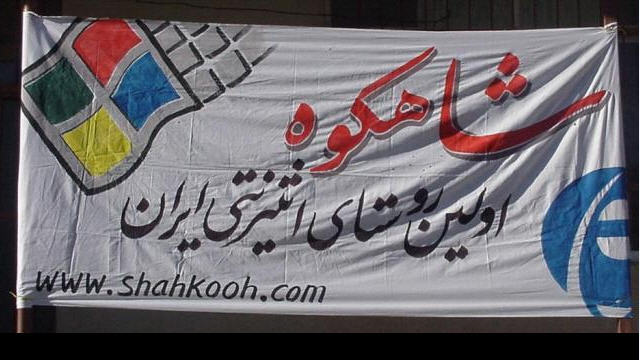 شاهکوه
اولین روستای اینترنتی ایران
www.shahkooh.com